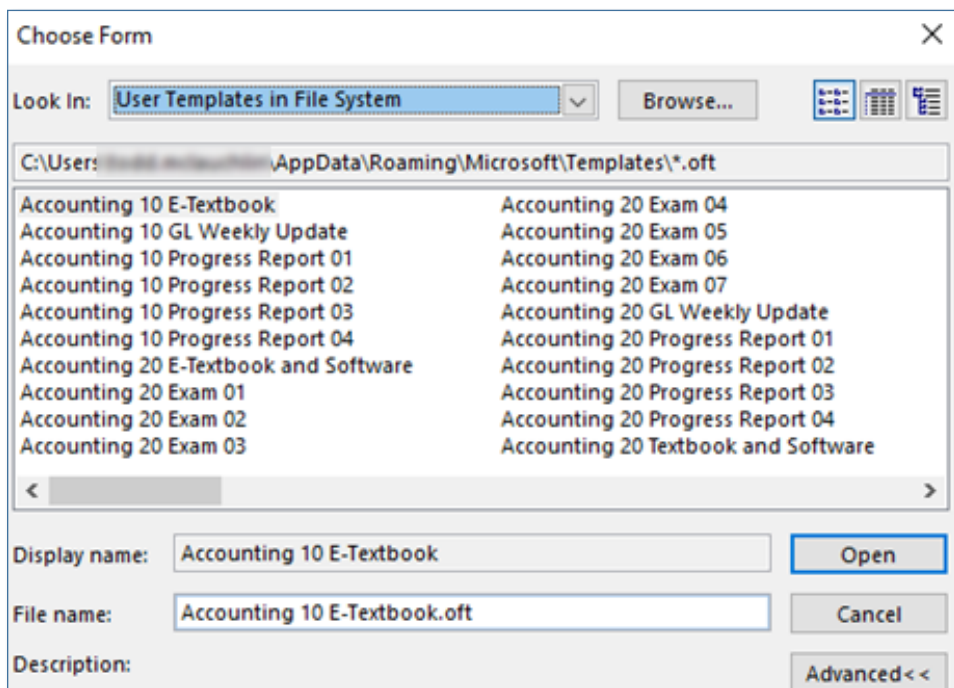 Choose Form
Look In: User Templates in File System Browse...
C:\Users \AppData\Roaming\Microsoft\Templates\*.oft
Accounting 10 E-Textbook
Accounting 10 GL Weekly Update
Accounting 10 Progress Report 01
Accounting 10 Progress Report 02
Accounting 10 Progress Report 03
Accounting 10 Progress Report 04
Accounting 20 E-Textbook and Software
Accounting 20 Exam 01
Accounting 20 Exam 02
Accounting 20 Exam 03
Accounting 20 Exam 04
Accounting 20 Exam 05
Accounting 20 Exam 06
Accounting 20 Exam 07
Accounting 20 GL Weekly Update
Accounting 20 Progress Report 01
Accounting 20 Progress Report 02
Accounting 20 Progress Report 03
Accounting 20 Progress Report 04
Accounting 20 Textbook and Software
Display name: Accounting 10 E-Textbook Open
File name: Accounting 10 E-Textbook.oft Cancel
Description: Advanced<<